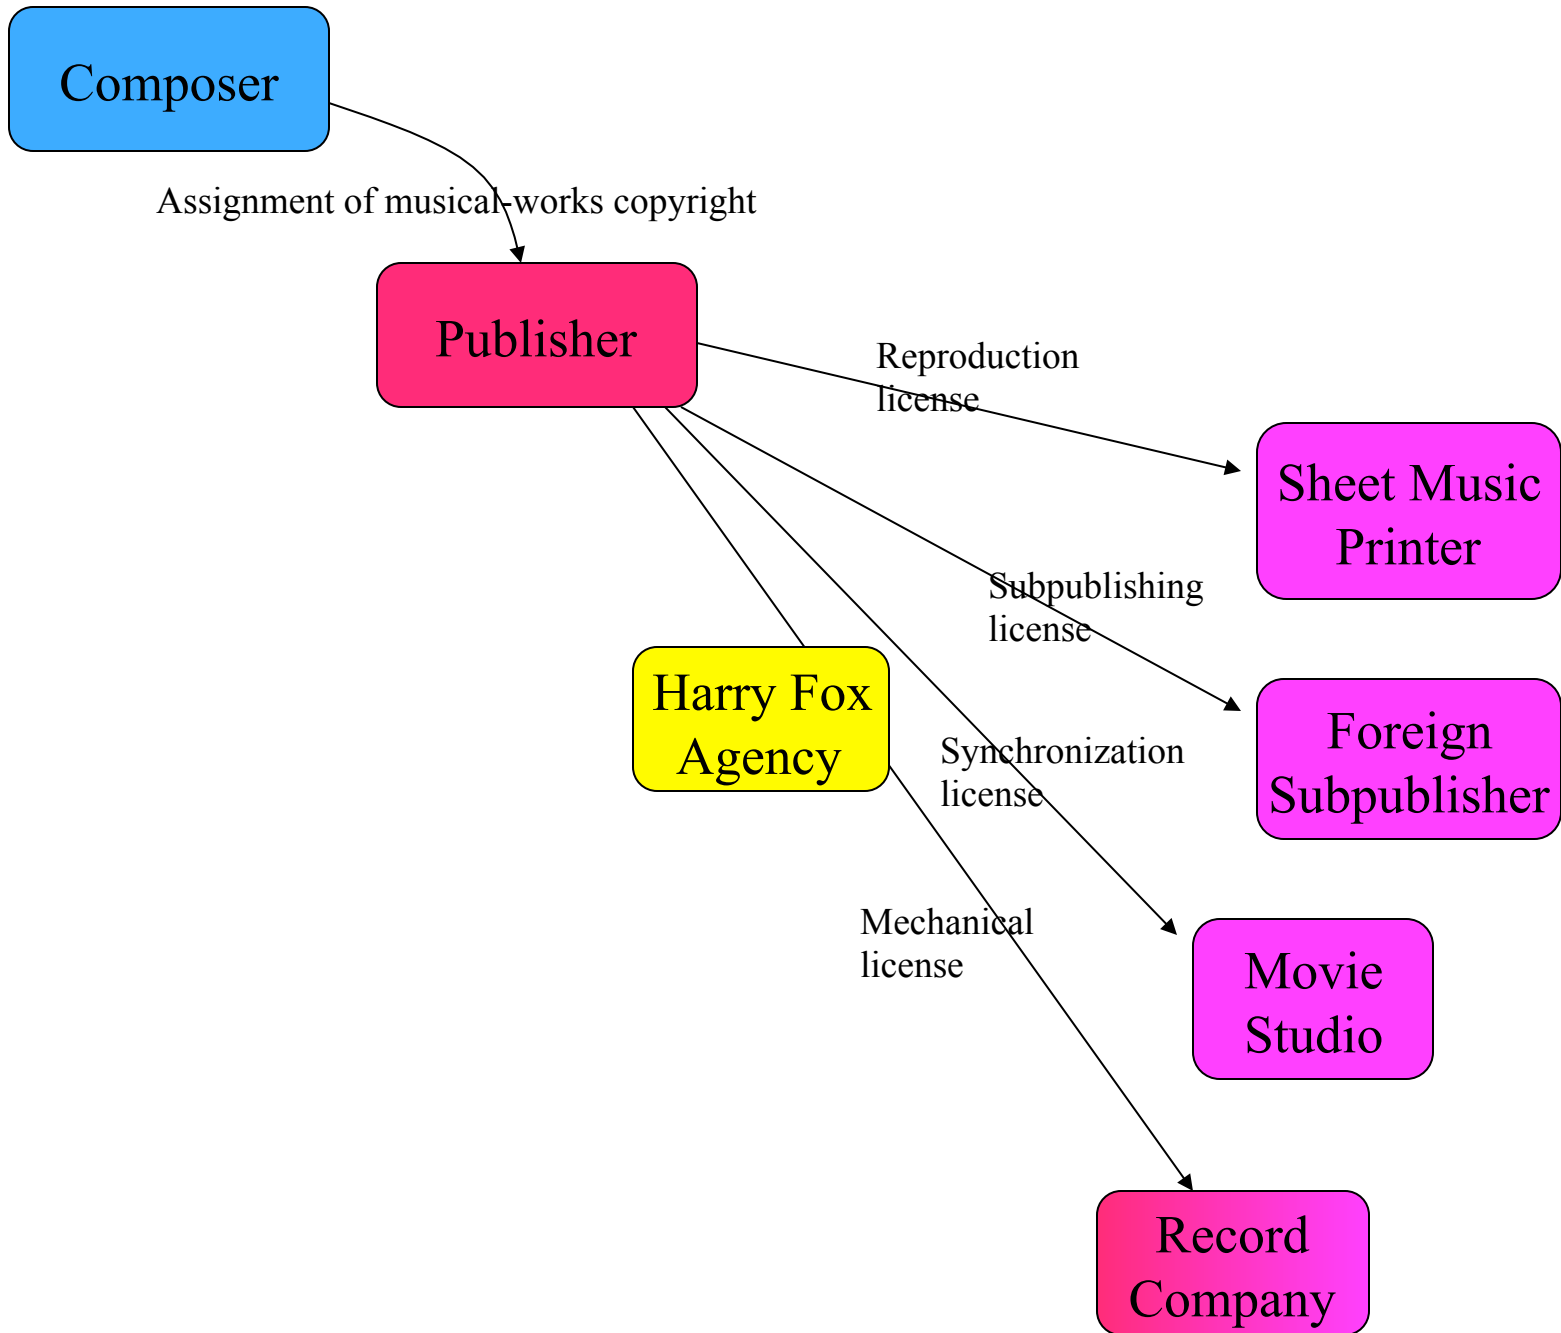 Composer
Assignment of musical-works copyright
Publisher
Reproduction
license
Sheet Music
Printer
Subpublishing
license
Harry Fox
Agency
Foreign
Subpublisher
Synchronization
license
Mechanical
license
Movie
Studio
Record
Company